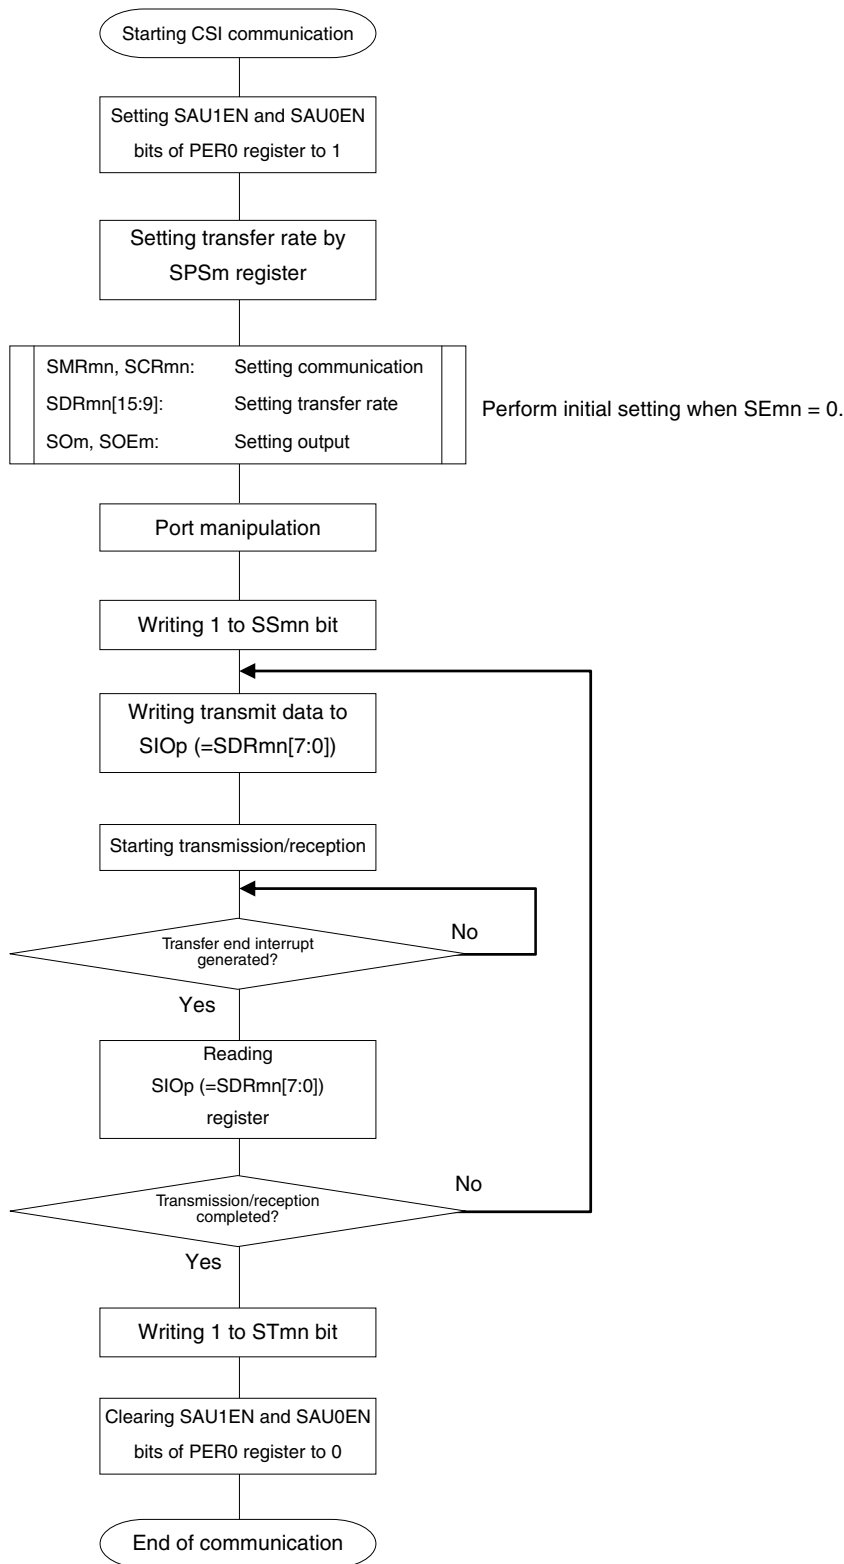 Starting CSI communication
Setting SAU1EN and SAU0EN
bits of PER0 register to 1
Setting transfer rate by
SPSm register
SMRmn, SCRmn: Setting communication
SDRmn[15:9]: Setting transfer rate
SOm, SOEm: Setting output
Perform initial setting when SEmn = 0.
Port manipulation
Writing 1 to SSmn bit
Writing transmit data to
SIOp (=SDRmn[7:0])
Starting transmission/reception
Transfer end interrupt
generated?
No
Yes
Reading
SIOp (=SDRmn[7:0])
register
Transmission/reception
completed?
No
Yes
Writing 1 to STmn bit
Clearing SAU1EN and SAU0EN
bits of PER0 register to 0
End of communication